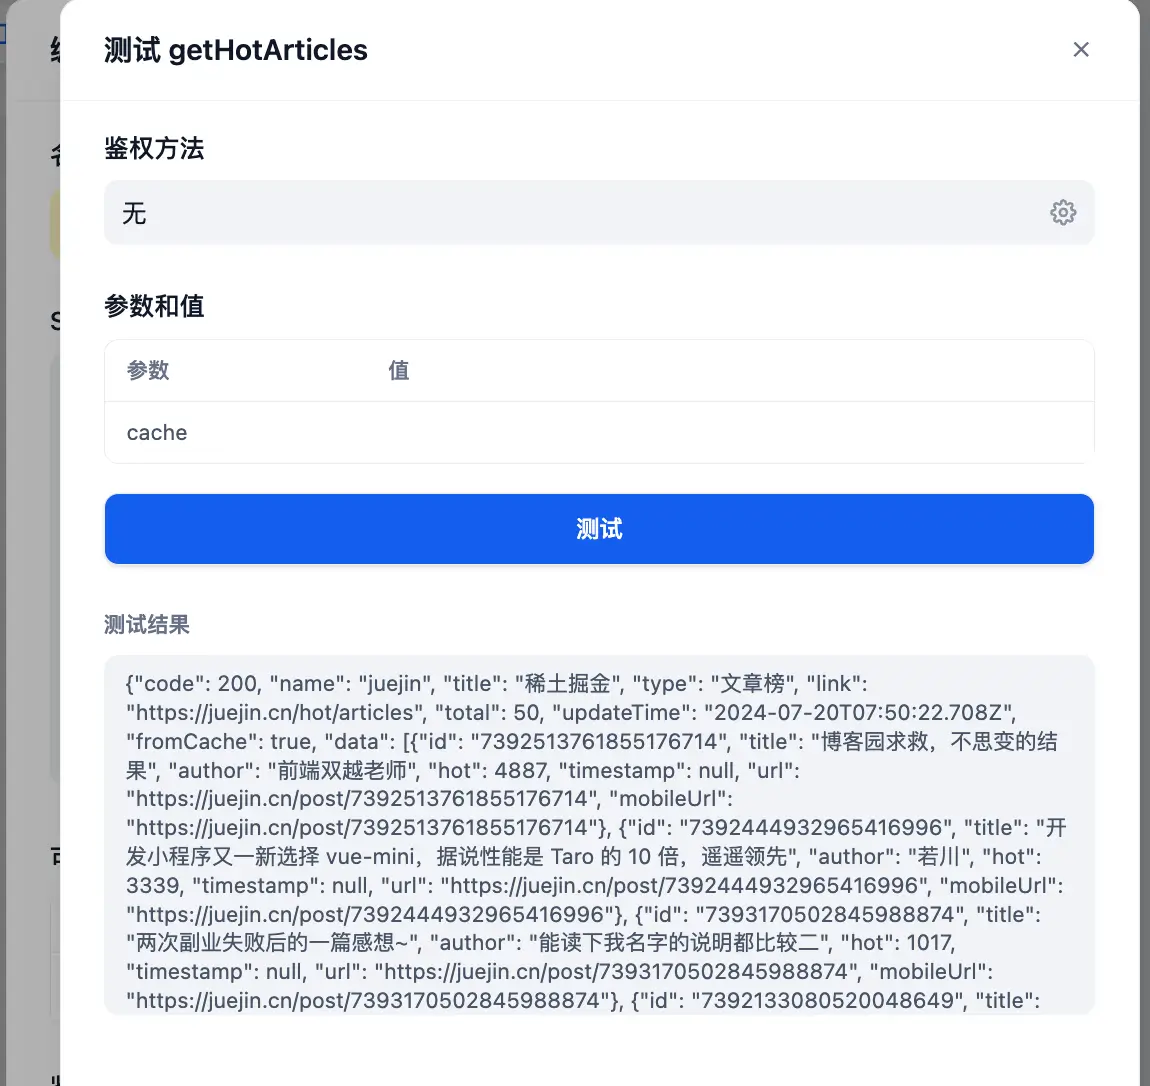 测试 getHotArticles
鉴权方法
无
参数和值
参数 值
cache
测试
测试结果
{"code": 200, "name": "juejin", "title": "稀土掘金", "type": "文章榜", "link":
"https://juejin.cn/hot/articles", "total": 50, "updateTime": "2024-07-20T07:50:22.708Z",
"fromCache": true, "data": [{"id": "7392513761855176714", "title": "博客园求救，不思变的结
果", "author": "前端双越老师", "hot": 4887, "timestamp": null, "url":
"https://juejin.cn/post/7392513761855176714", "mobileUrl":
"https://juejin.cn/post/7392513761855176714"}, {"id": "7392444932965416996", "title": "开
发小程序又一新选择 vue-mini，据说性能是 Taro 的 10 倍，遥遥领先", "author": "若川", "hot":
3339, "timestamp": null, "url": "https://juejin.cn/post/7392444932965416996", "mobileUrl":
"https://juejin.cn/post/7392444932965416996"}, {"id": "7393170502845988874", "title":
"两次副业失败后的一篇感想~", "author": "能读下我名字的说明都比较二", "hot": 1017,
"timestamp": null, "url": "https://juejin.cn/post/7393170502845988874", "mobileUrl":
"https://juejin.cn/post/7393170502845988874"}, {"id": "7392133080520048649", "title":